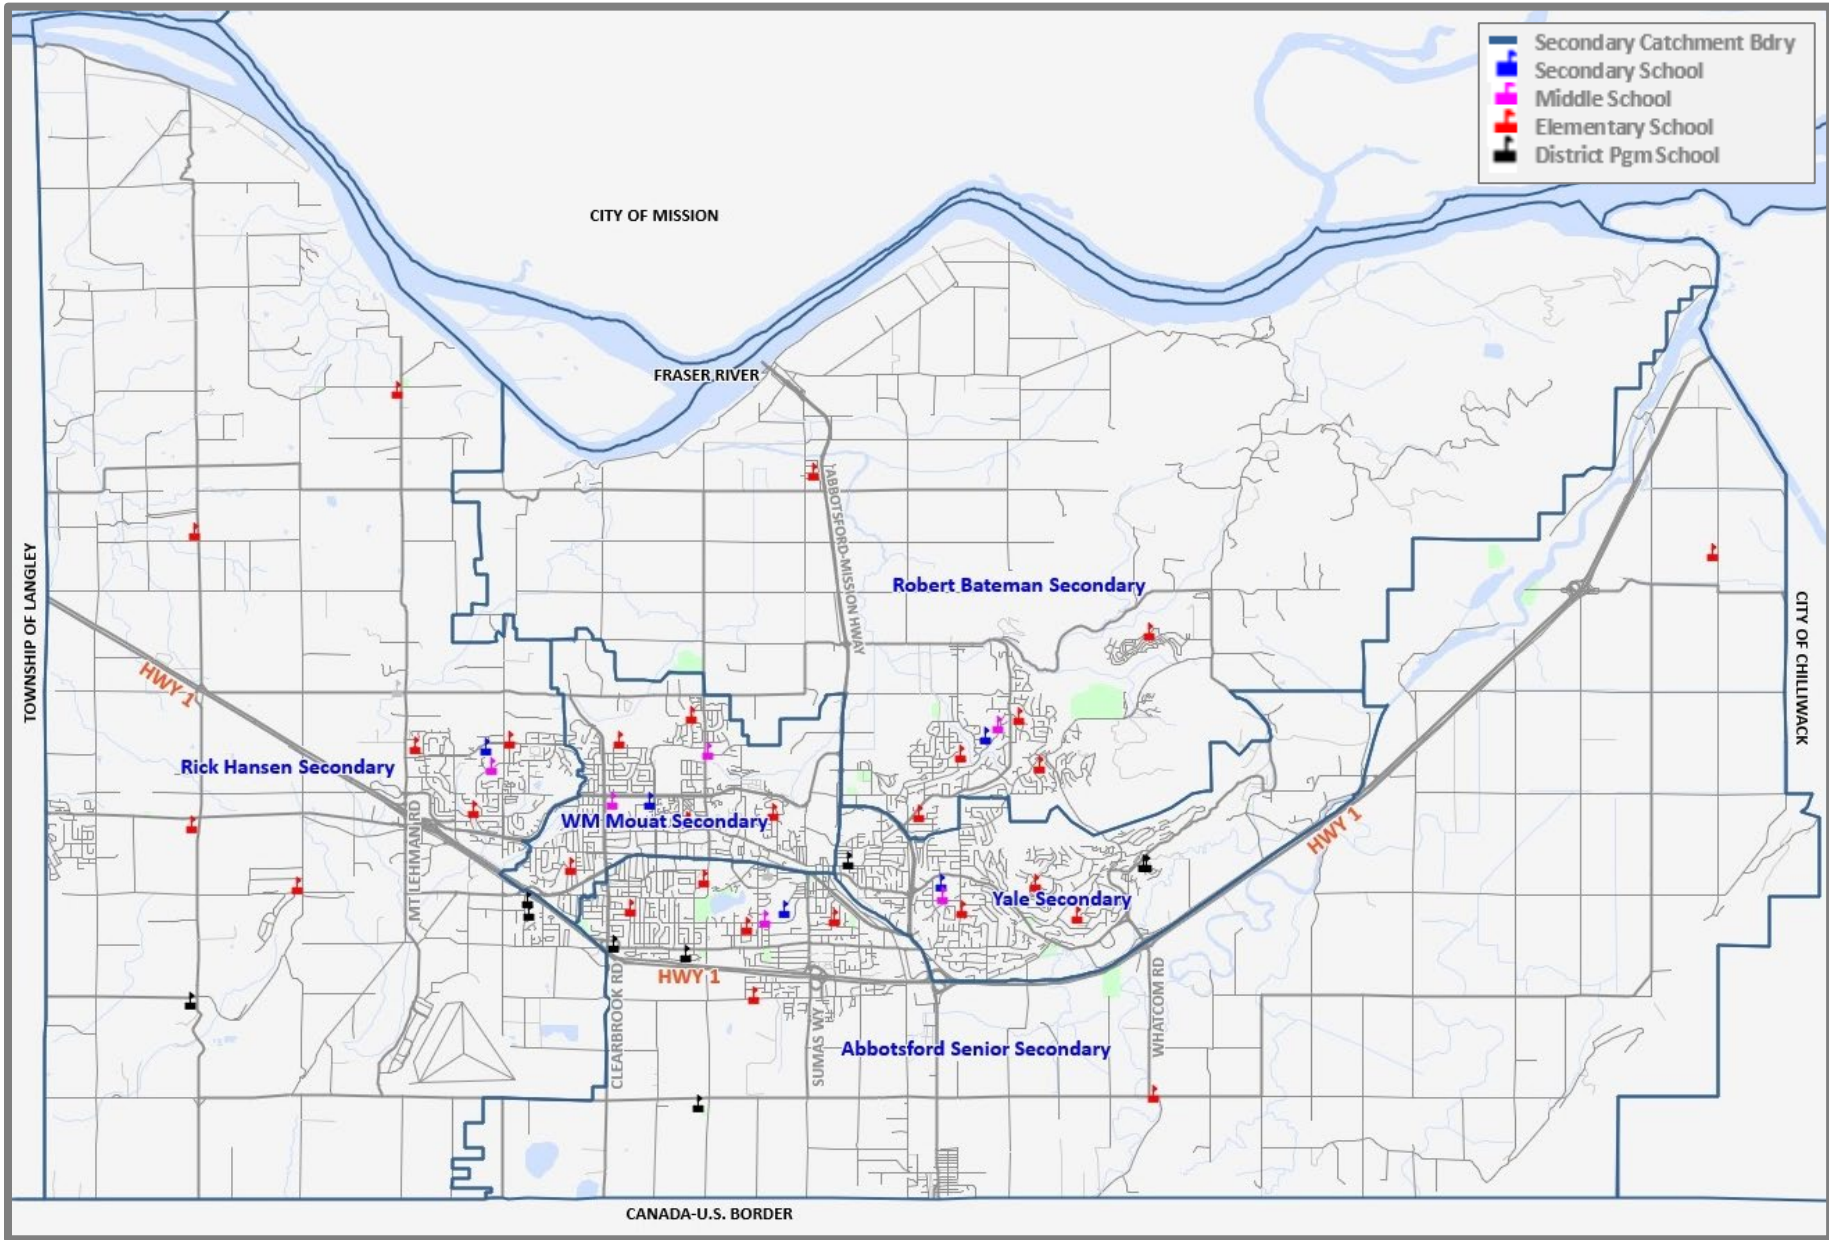 Secondary Catchment Bdry
Secondary School
Middle School
Elementary School
District Pgm School
CITY OF MISSION
FRASER RIVER
ABBOTSFORD-MISSION HWAY
TOWNSHIP OF LANGLEY
Robert Bateman Secondary
CITY OF CHILLIWACK
HWY 1
Rick Hansen Secondary
MT LEHMAN RD
WM Mouat Secondary
HWY 1
Yale Secondary
HWY 1
CLEARBROOK RD
SUMAS WY
WHATCOM RD
Abbotsford Senior Secondary
CANADA-U.S. BORDER